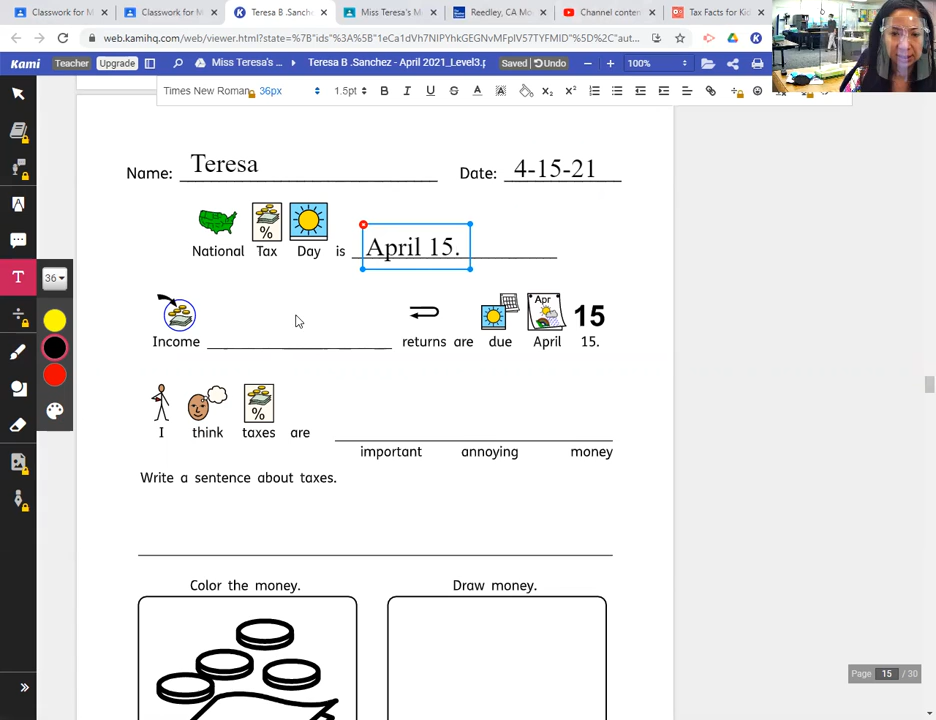 Classwork for M
Classwork for M
Teresa B .Sanche
Miss Teresa's M
Reedley, CA Mo
Channel conten
Tax Facts for Kid
web.kamihq.com/web/viewer.html?state=%7B"ids"%3A%5B"1eCa1dVh7NIPYhkGEGNvMFplV57TYFMID"%5D%2C"aut...
Kami Teacher Upgrade Miss Teresa's ... Teresa B .Sanchez - April 2021_Level3.p Saved Undo 100%
Times New Roman 36px 1.5pt B I U S A A X₂ X²
Name: Teresa Date: 4-15-21
%
National Tax Day is April 15.
Apr 15
Income returns are due April 15.
%
I think taxes are
important annoying money
Write a sentence about taxes.
Color the money. Draw money.
T 36
Page 15 / 30